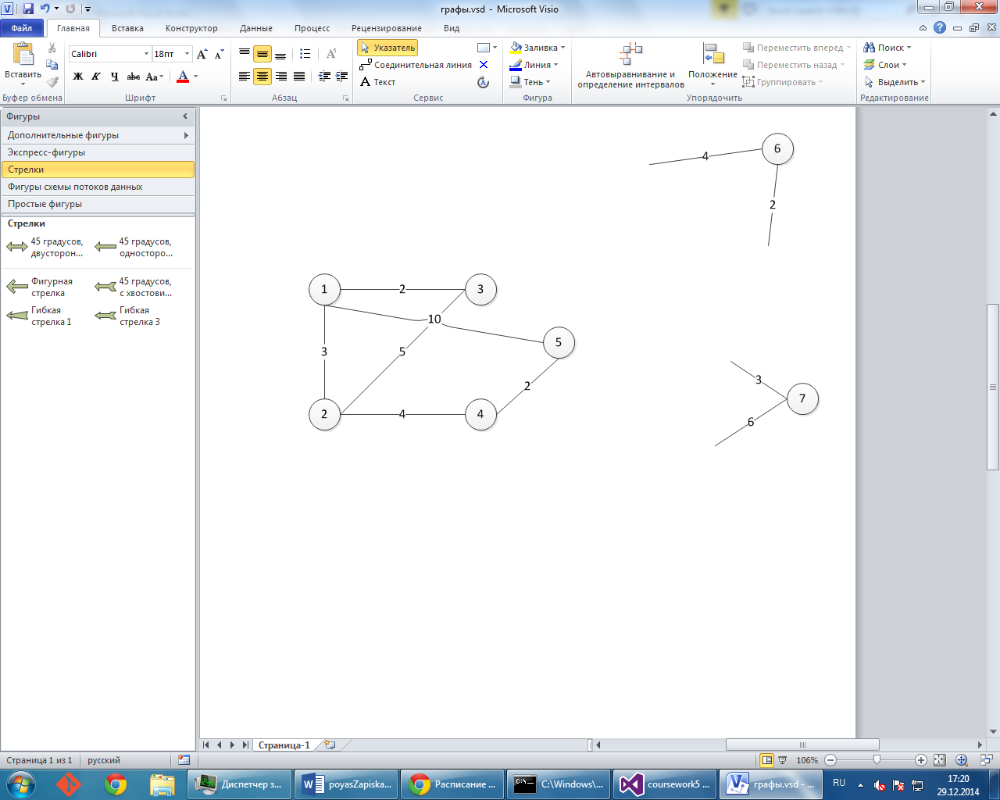 графы.vsd - Microsoft Visio
Файл Главная Вставка Конструктор Данные Процесс Рецензирование Вид
Вставить
Буфер обмена
Calibri 18пт
Ж К Ч abc Aa A
Шрифт
Абзац
Указатель
Соединительная линия
A Текст
Сервис
Заливка
Линия
Тень
Фигура
Автовыравнивание и
определение интервалов
Положение
Переместить вперед
Переместить назад
Группировать
Упорядочить
Поиск
Слои
Выделить
Редактирование
Фигуры
Дополнительные фигуры
Экспресс-фигуры
Стрелки
Фигуры схемы потоков данных
Простые фигуры
Стрелки
45 градусов,
двусторон...
45 градусов,
односторо...
Фигурная
стрелка
45 градусов,
с хвостови...
Гибкая
стрелка 1
Гибкая
стрелка 3
4 6
2
1 2 3
10
5
3 5
2
2 4 4
3
7
6
Страница-1
Страница 1 из 1 русский 106%
Диспетчер з...
poyasZapiska...
Расписание ...
C:\Windows\...
coursework5 ...
графы.vsd - ...
RU
17:20
29.12.2014